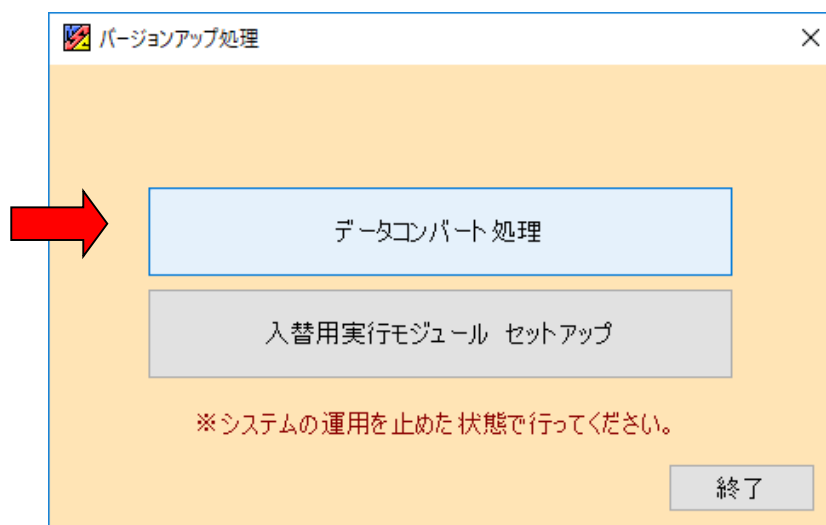 バージョンアップ処理
データコンバート処理
入替用実行モジュール セットアップ
※システムの運用を止めた状態で行ってください。
終了